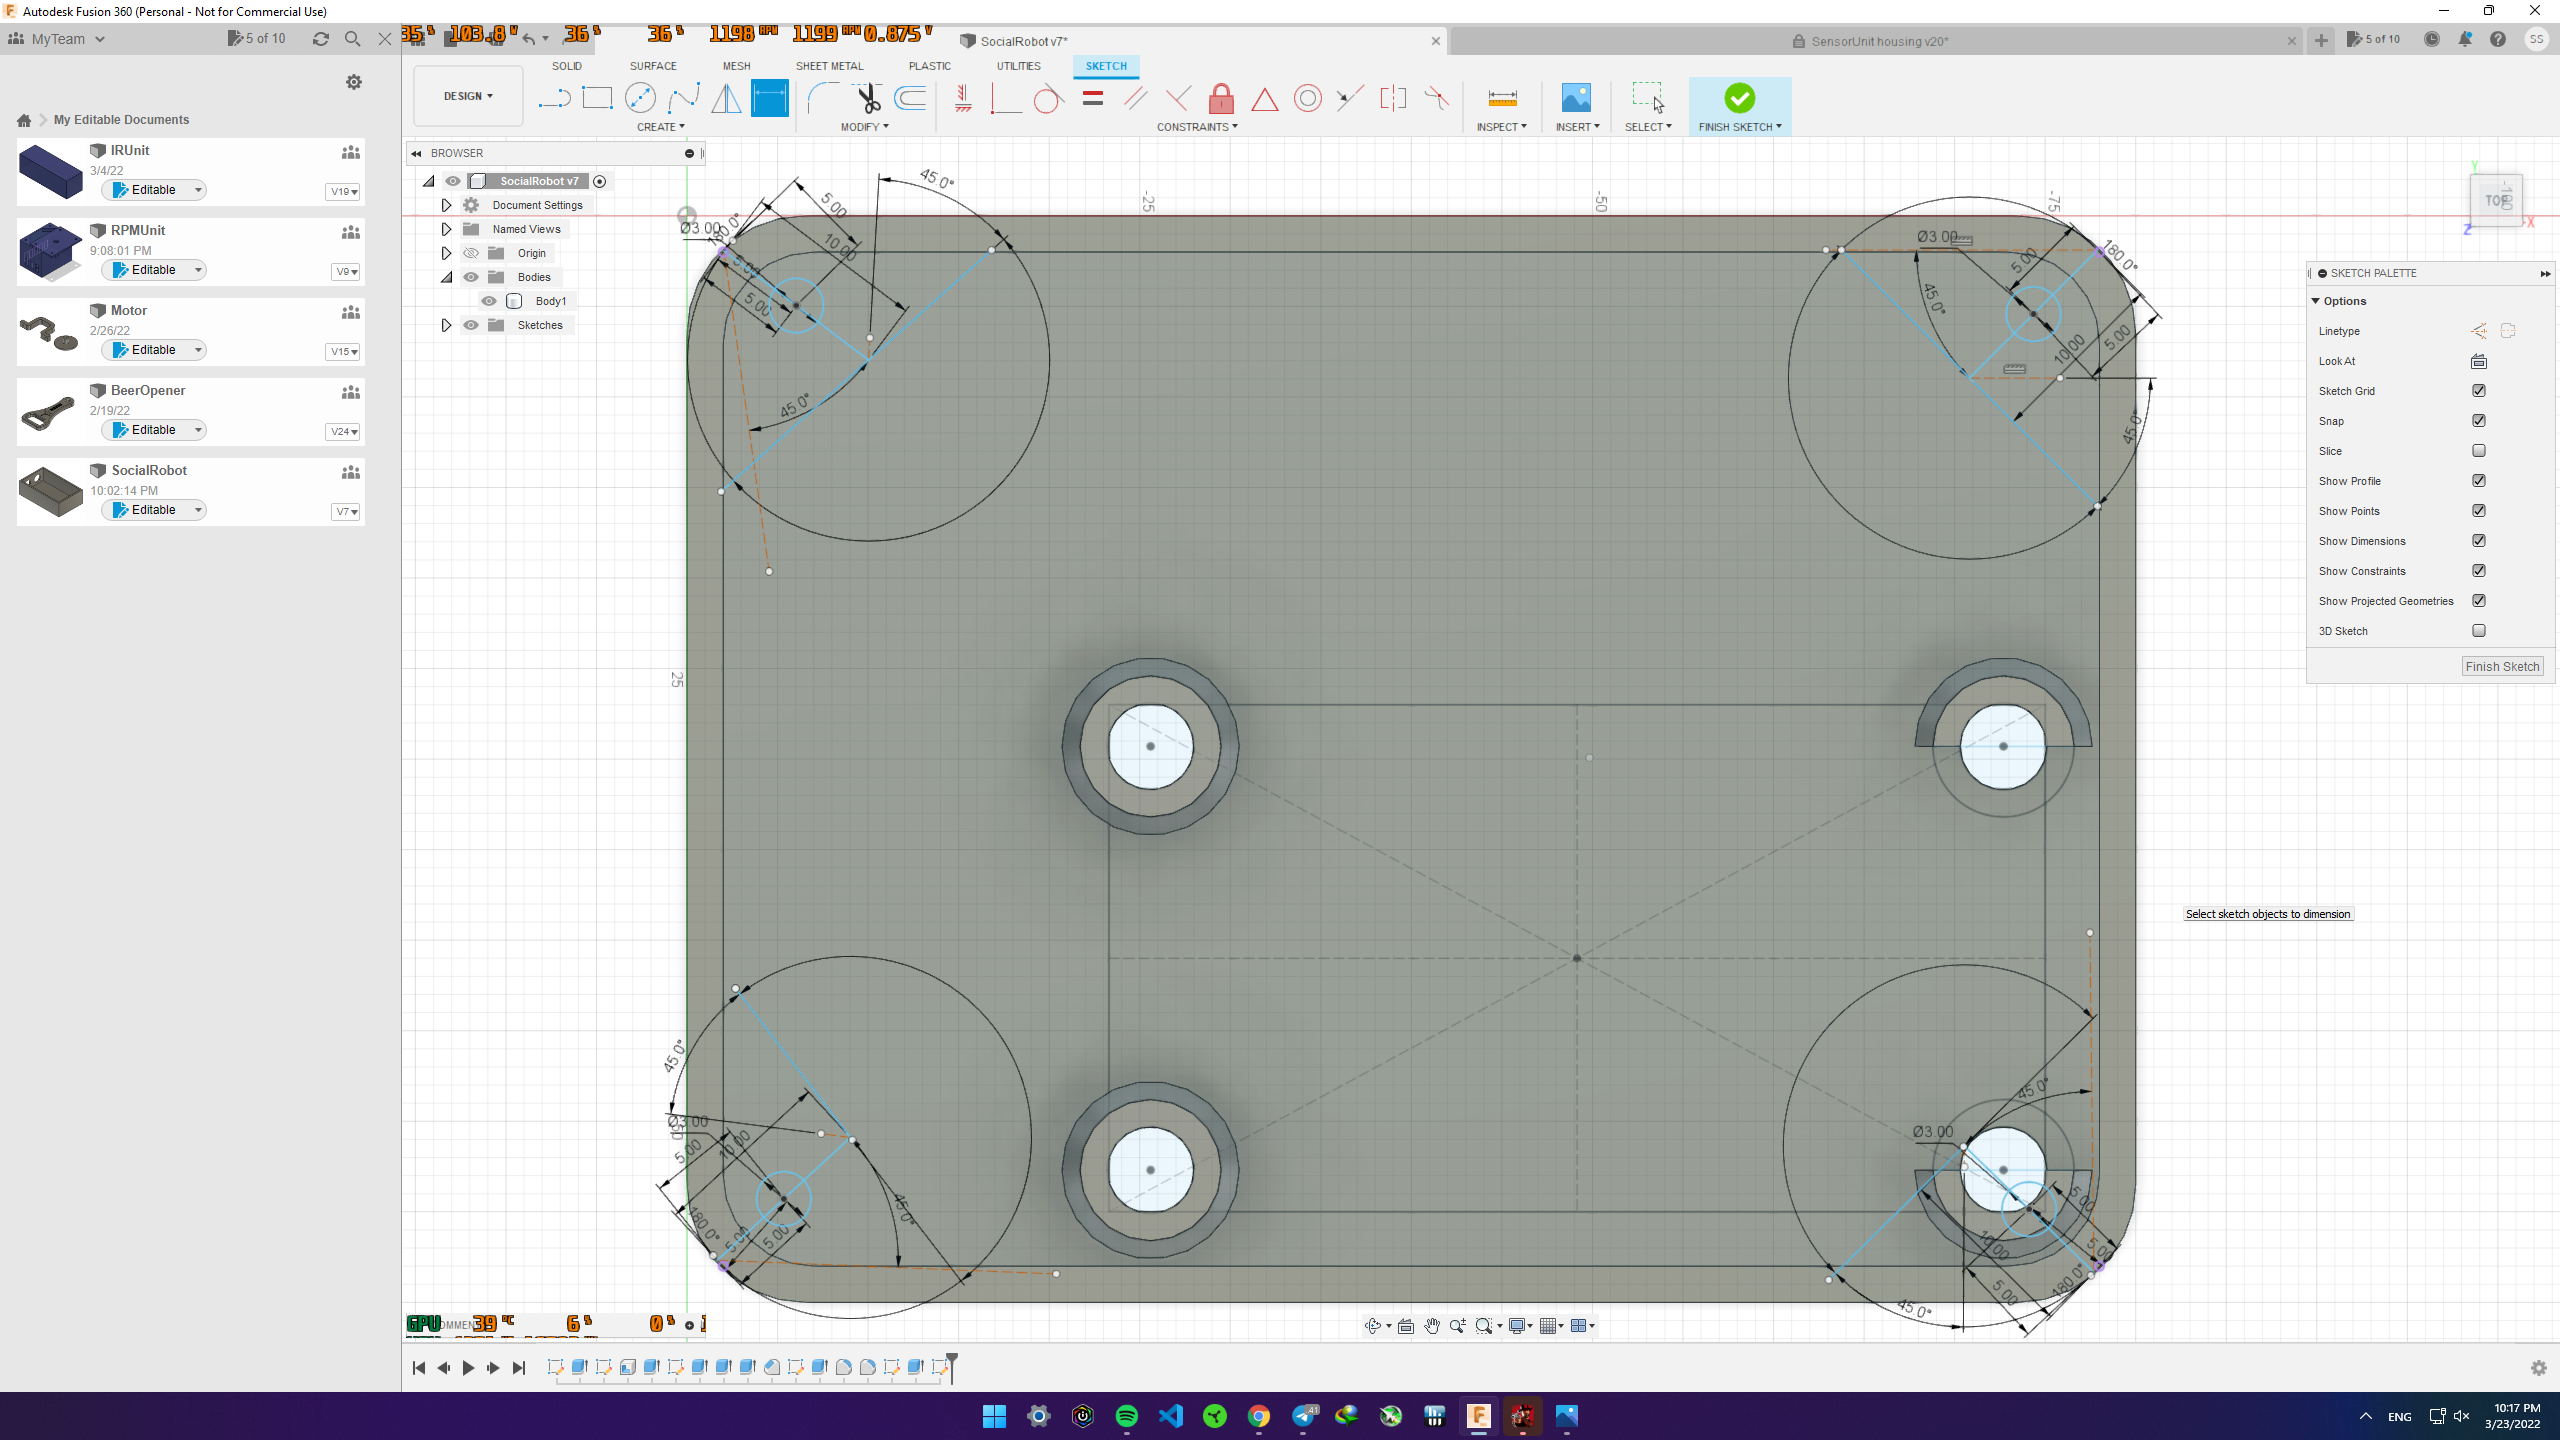 Autodesk Fusion 360 (Personal - Not for Commercial Use)
MyTeam
5 of 10
35 % 103.8 W 36 % 36 % 1198 RPM 1199 RPM 0.875 V
SocialRobot v7*
SensorUnit housing v20*
5 of 10
SS
SOLID SURFACE MESH SHEET METAL PLASTIC UTILITIES SKETCH
DESIGN
CREATE MODIFY CONSTRAINTS INSPECT INSERT SELECT FINISH SKETCH
My Editable Documents
IRUnit
3/4/22
Editable
V19
RPMUnit
9:08:01 PM
Editable
V9
Motor
2/26/22
Editable
V15
BeerOpener
2/19/22
Editable
V24
SocialRobot
10:02:14 PM
Editable
V7
BROWSER
SocialRobot v7
Document Settings
Named Views
Origin
Bodies
Body1
Sketches
-25
-50
-75
25
Ø3.00
180.0°
5.00
10.00
45.0°
5.00
5.00
45.0°
Ø3.00
5.00
180.0°
45.0°
10.00
5.00
45.0°
45.0°
Ø3.00
50
5.00
10.00
180.0°
5.00
5.00
45.0°
45.0°
Ø3.00
5.00
10.00
5.00
5.00
180.0°
45.0°
TOP
X
Y
Z
SKETCH PALETTE
Options
Linetype
Look At
Sketch Grid
Snap
Slice
Show Profile
Show Points
Show Dimensions
Show Constraints
Show Projected Geometries
3D Sketch
Finish Sketch
Select sketch objects to dimension
GPU 39 °C 6 % 0 %
41
ENG
10:17 PM
3/23/2022